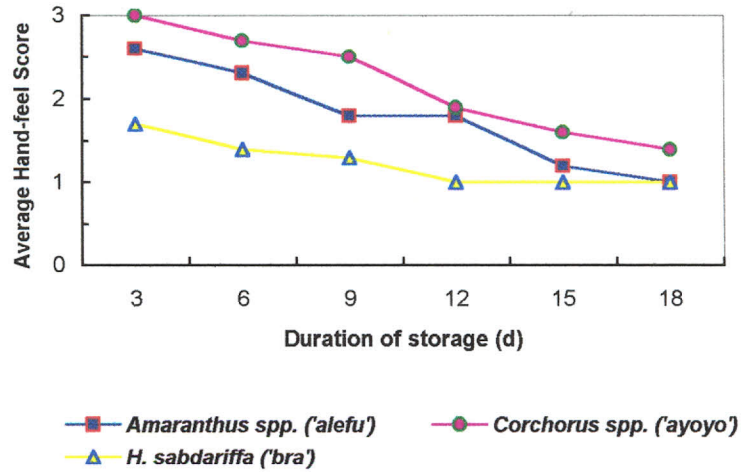 Average Hand-feel Score
3
2
1
0
3 6 9 12 15 18
Duration of storage (d)
Amaranthus spp. ('alefu')
Corchorus spp. ('ayoyo')
H. sabdariffa ('bra')